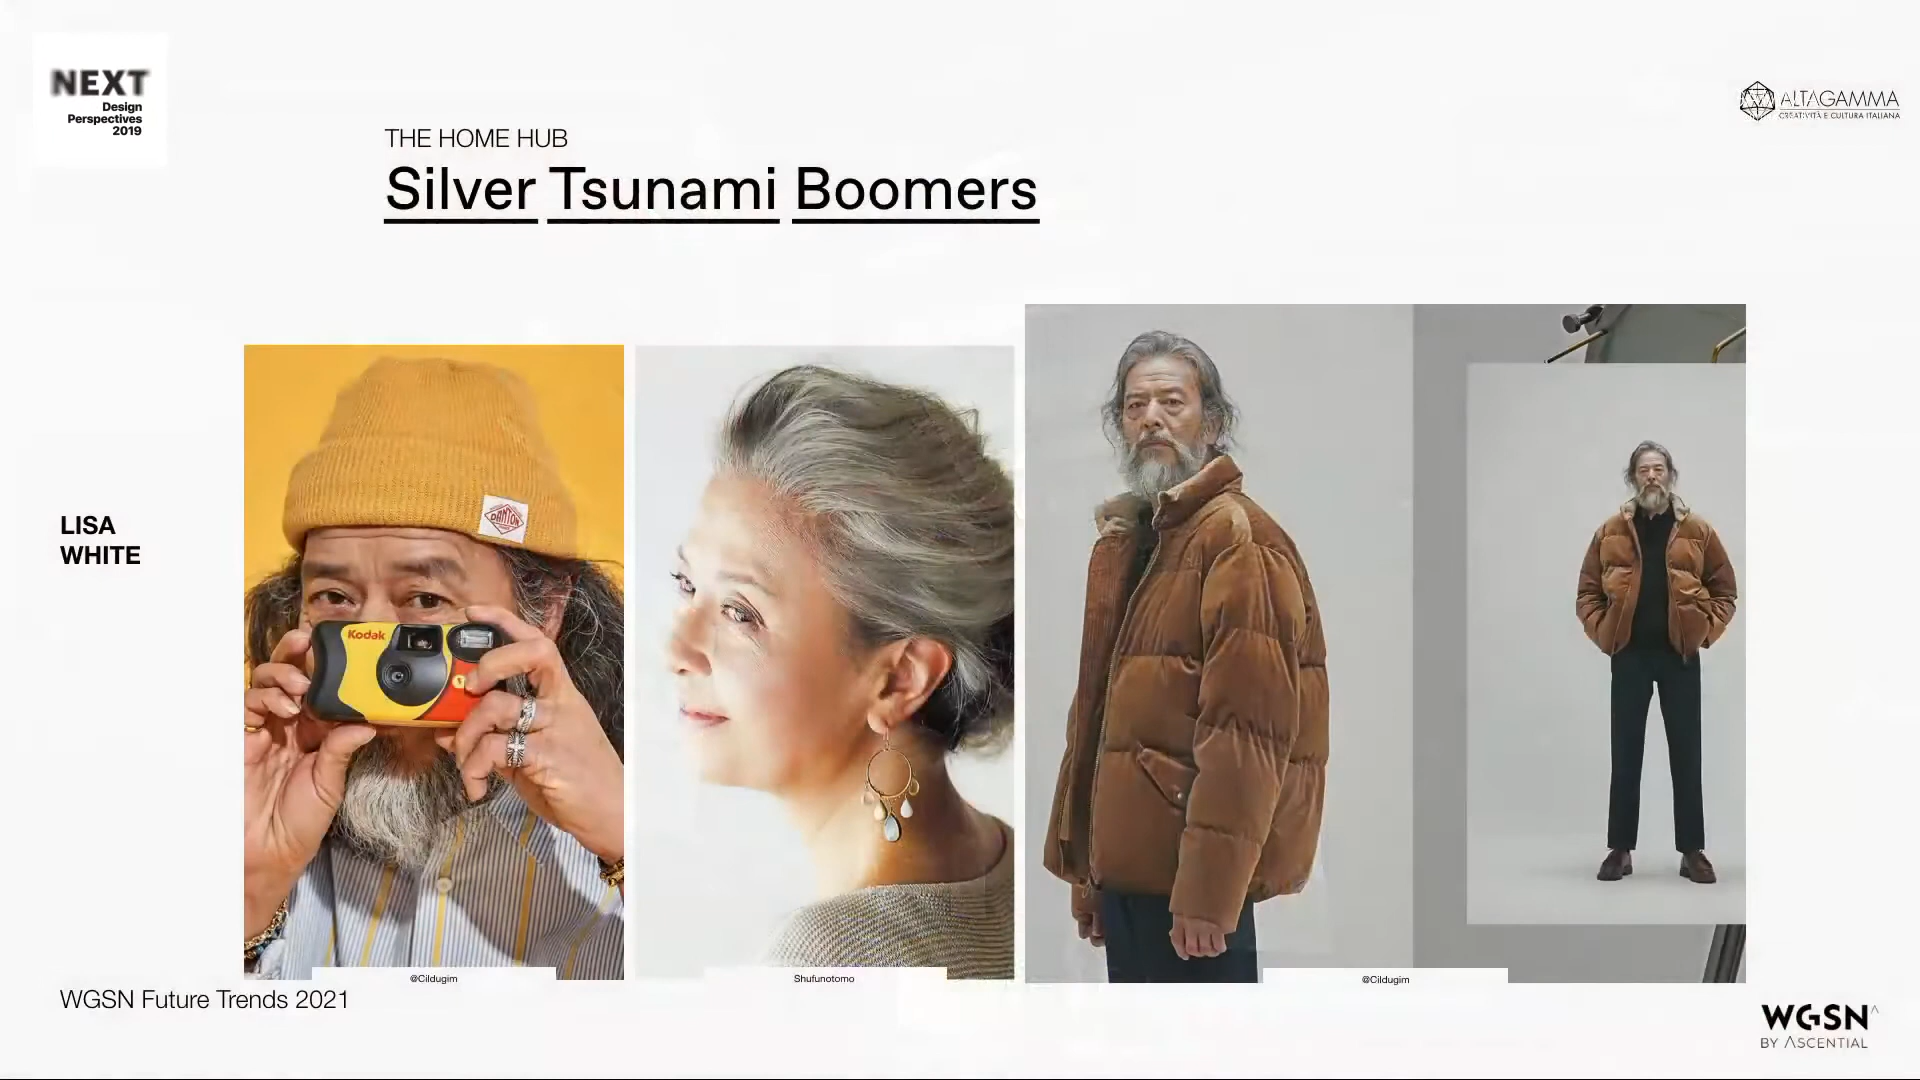 NEXT
Design
Perspectives
2019
ALTAGAMMA
CREATIVITÀ E CULTURA ITALIANA
THE HOME HUB
Silver Tsunami Boomers
LISA
WHITE
DANTON
Kodak
@Cildugim
Shufunotomo
@Cildugim
WGSN Future Trends 2021
WGSN
BY ASCENTIAL